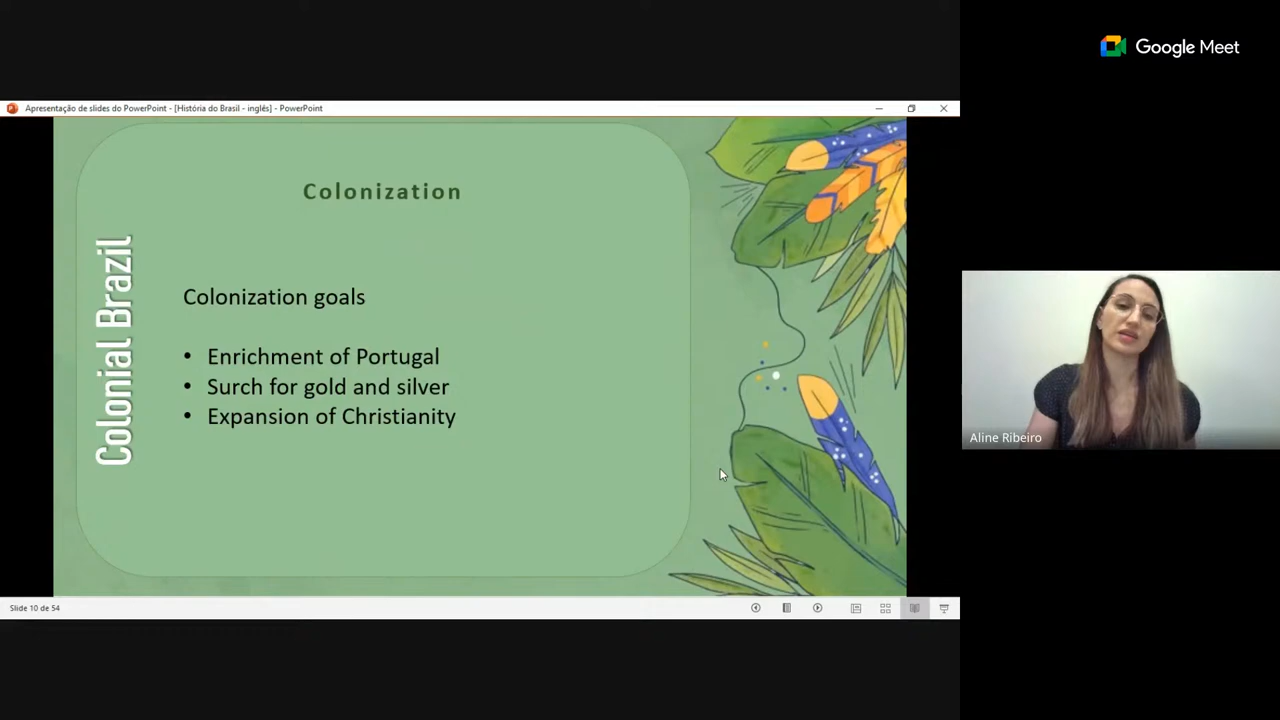 Google Meet
Apresentação de slides do PowerPoint - [História do Brasil - inglês] - PowerPoint
Colonization
Colonial Brazil
Colonization goals
• Enrichment of Portugal
• Surch for gold and silver
• Expansion of Christianity
Aline Ribeiro
Slide 10 de 54